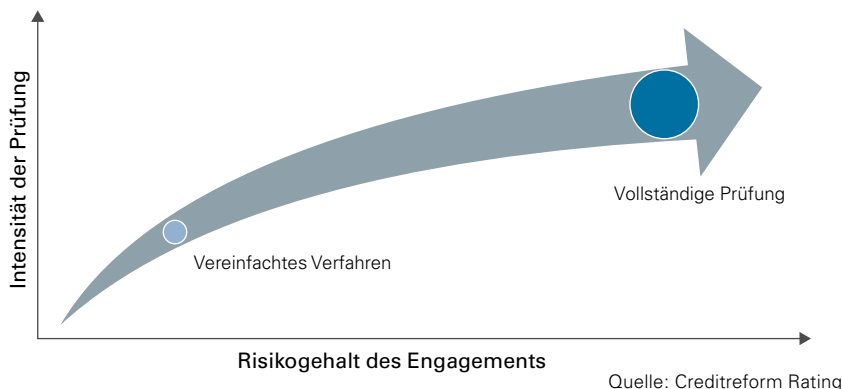 Intensität der Prüfung
Vollständige Prüfung
Vereinfachtes Verfahren
Risikogehalt des Engagements
Quelle: Creditreform Rating